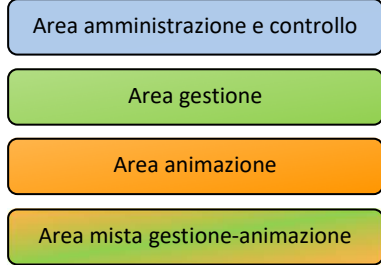 Area amministrazione e controllo
Area gestione
Area animazione
Area mista gestione-animazione